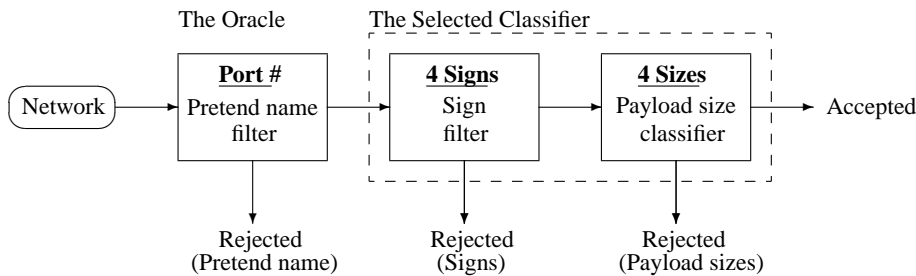 The Oracle
The Selected Classifier
Network
Port #
Pretend name
filter
4 Signs
Sign
filter
4 Sizes
Payload size
classifier
Accepted
Rejected
(Pretend name)
Rejected
(Signs)
Rejected
(Payload sizes)